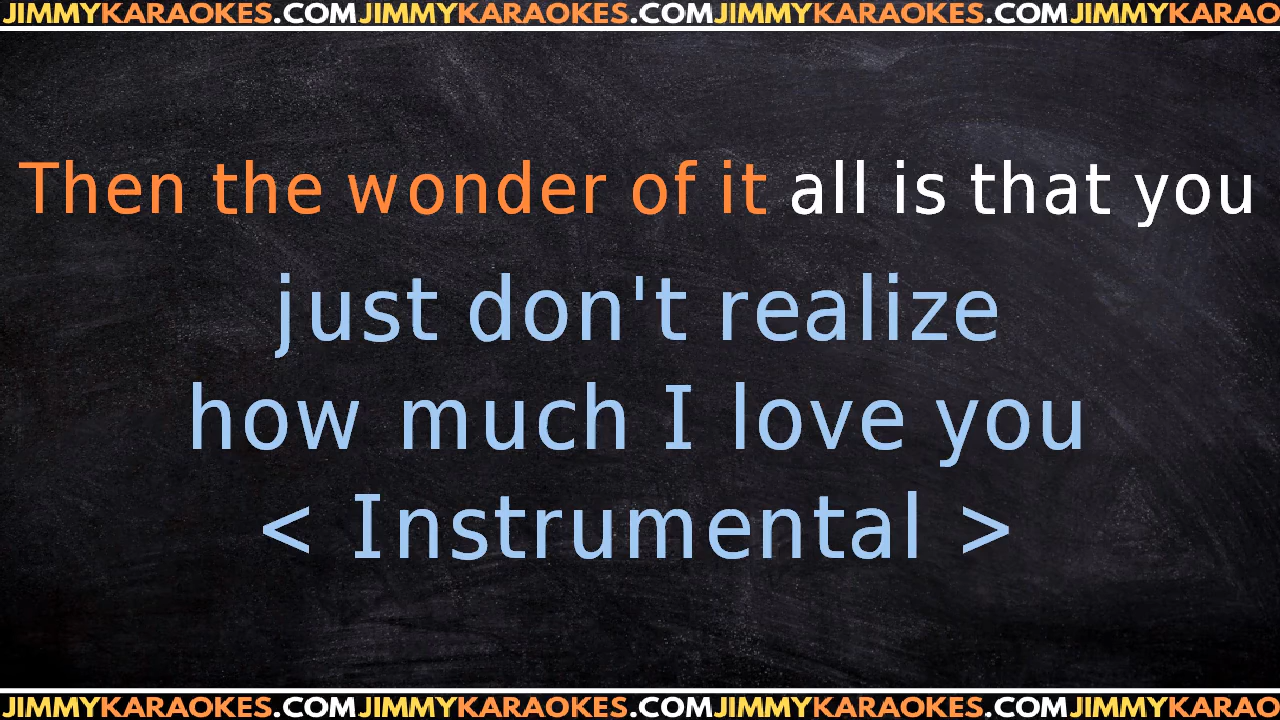 JIMMYKARAOKES.COMJIMMYKARAOKES.COMJIMMYKARAOKES.COMJIMMYKARAO
Then the wonder of it all is that you
just don't realize
how much I love you
< Instrumental >
JIMMYKARAOKES.COMJIMMYKARAOKES.COMJIMMYKARAOKES.COMJIMMYKARAO